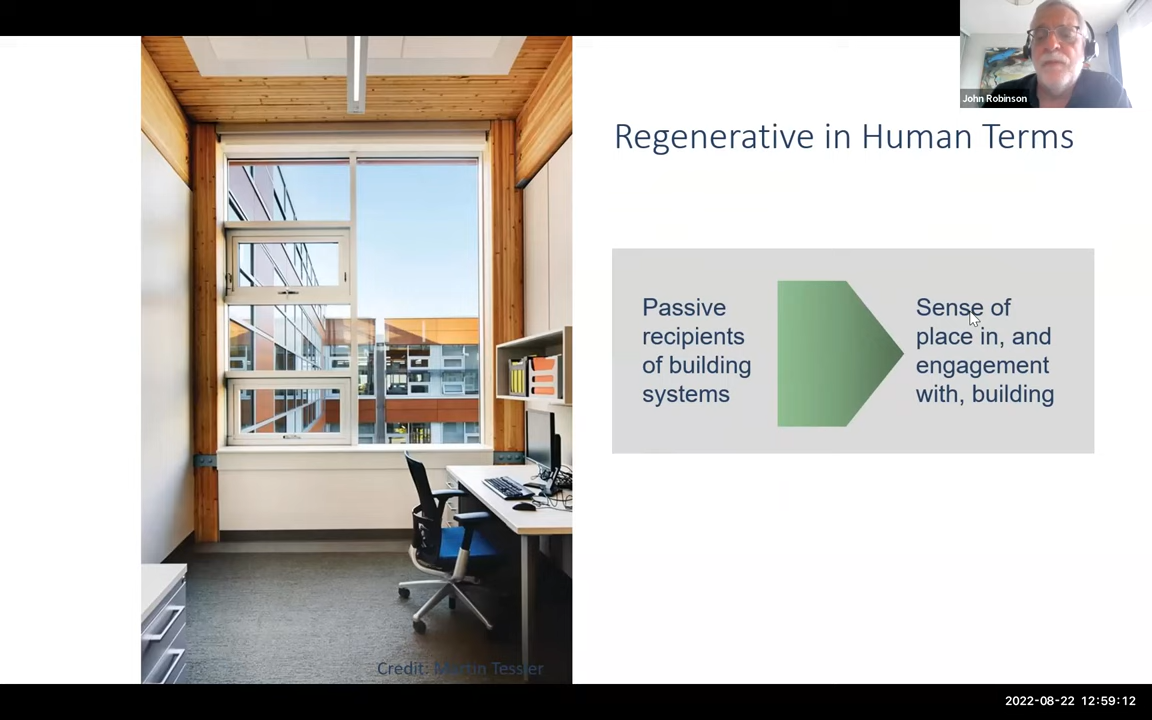 John Robinson
Regenerative in Human Terms
Passive
recipients
of building
systems
Sense of
place in, and
engagement
with, building
Credit: Martin Tessler
2022-08-22 12:59:12